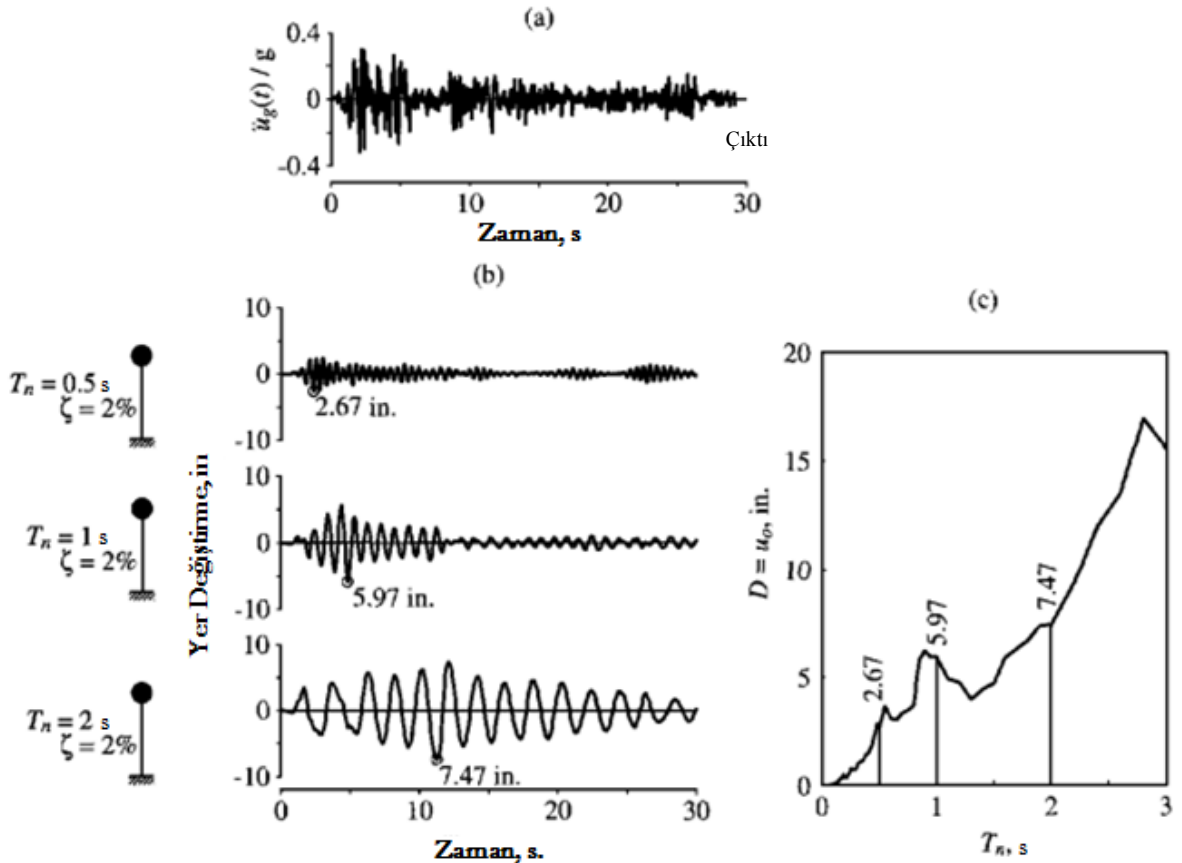 (a)
0.4
0
-0.4
ü_g(t) / g
Çıktı
0 10 20 30
Zaman, s
(b)
10
0
-10
2.67 in.
T_n = 0.5 s
ζ = 2%
10
0
-10
5.97 in.
T_n = 1 s
ζ = 2%
Yer Değiştirme, in
10
0
-10
7.47 in.
T_n = 2 s
ζ = 2%
0 10 20 30
Zaman, s.
(c)
20
15
10
5
0
D = u_o, in.
2.67
5.97
7.47
0 1 2 3
T_n, s